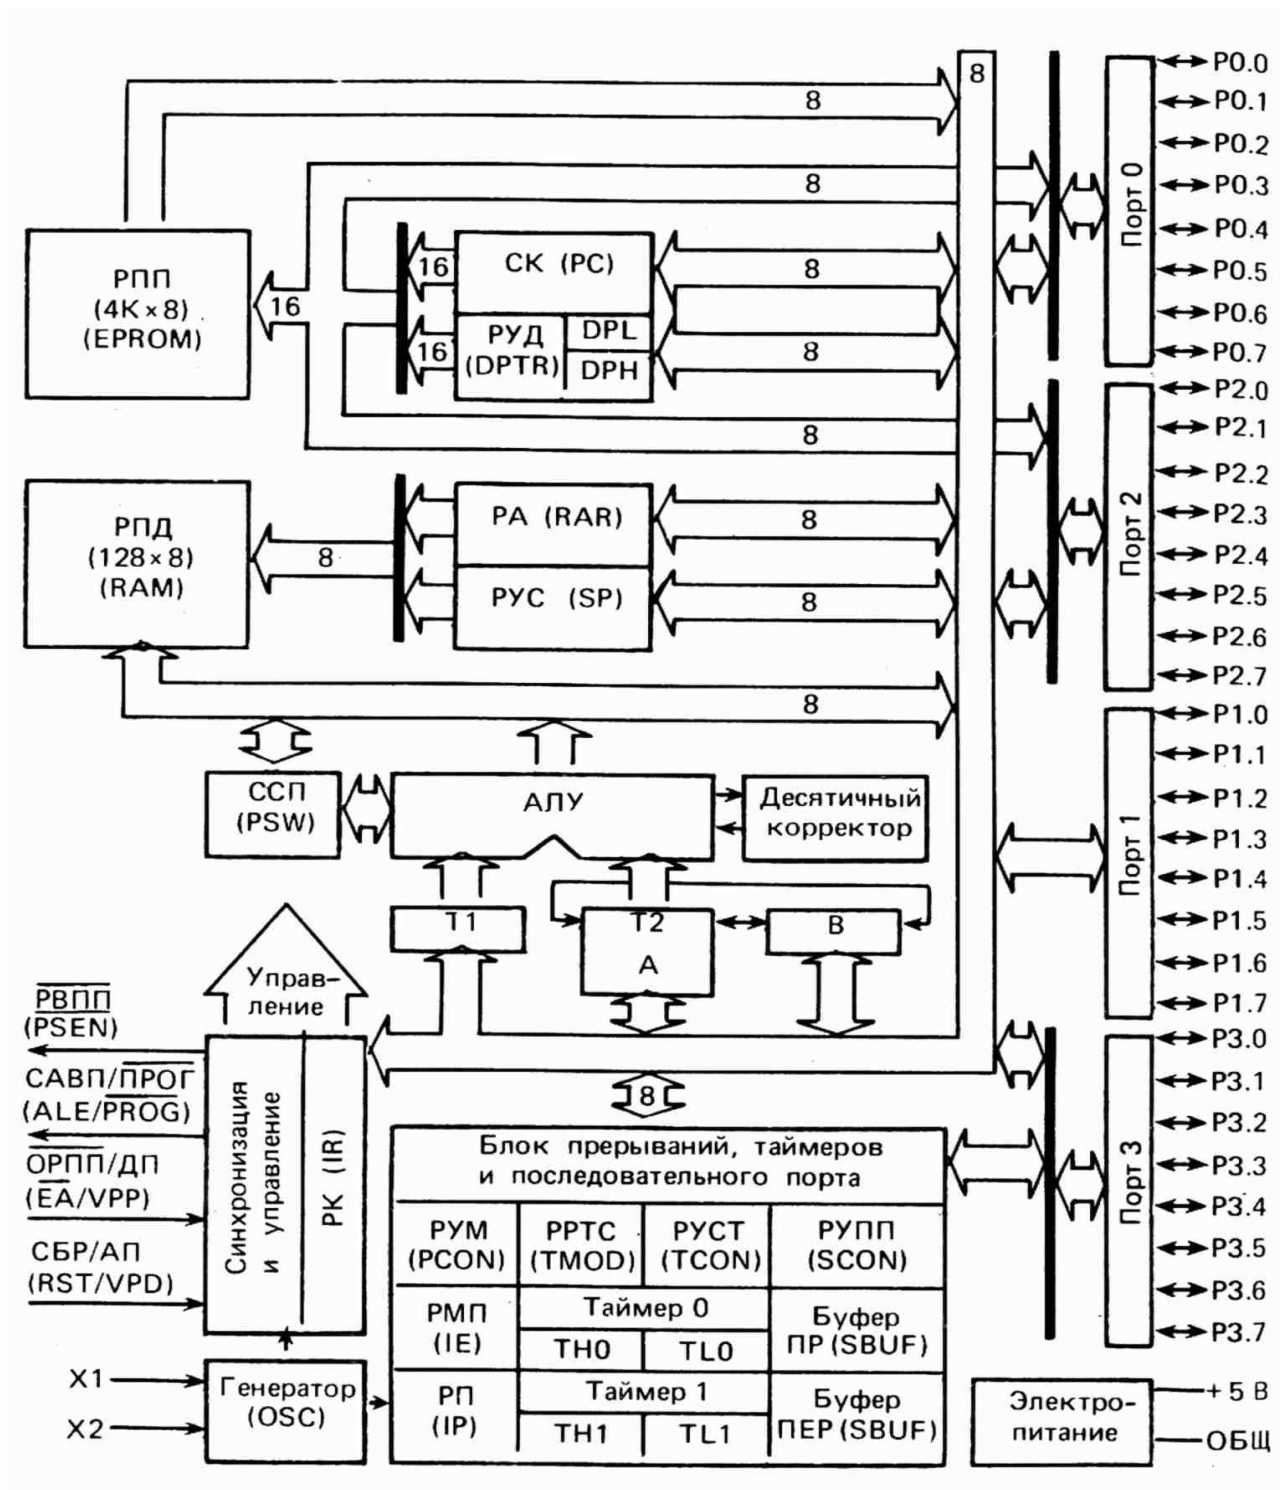 8
P0.0
8
P0.1
P0.2
8
P0.3
Порт 0
P0.4
P0.5
P0.6
P0.7
РПП
(4К×8)
(EPROM)
16
16
СК (PC)
8
16
РУД
(DPTR)
DPL
DPH
8
8
P2.0
P2.1
P2.2
P2.3
Порт 2
P2.4
P2.5
P2.6
P2.7
РПД
(128×8)
(RAM)
8
РА (RAR)
8
РУС (SP)
8
8
P1.0
P1.1
P1.2
P1.3
Порт 1
P1.4
P1.5
P1.6
P1.7
ССП
(PSW)
АЛУ
Десятичный
корректор
Т1
Т2
А
В
Управ-
ление
РВПП
(PSEN)
САВП/ПРОГ
(ALE/PROG)
ОРПП/ДП
(EA/VPP)
СБР/АП
(RST/VPD)
Синхронизация
и управление
РК (IR)
8
P3.0
P3.1
P3.2
P3.3
Порт 3
P3.4
P3.5
P3.6
P3.7
Блок прерываний, таймеров
и последовательного порта
РУМ
(PCON)
РРТС
(TMOD)
РУСТ
(TCON)
РУПП
(SCON)
РМП
(IE)
Таймер 0
TH0
TL0
Буфер
ПР (SBUF)
РП
(IP)
Таймер 1
TH1
TL1
Буфер
ПЕР (SBUF)
X1
X2
Генератор
(OSC)
Электро-
питание
+ 5 В
ОБЩ